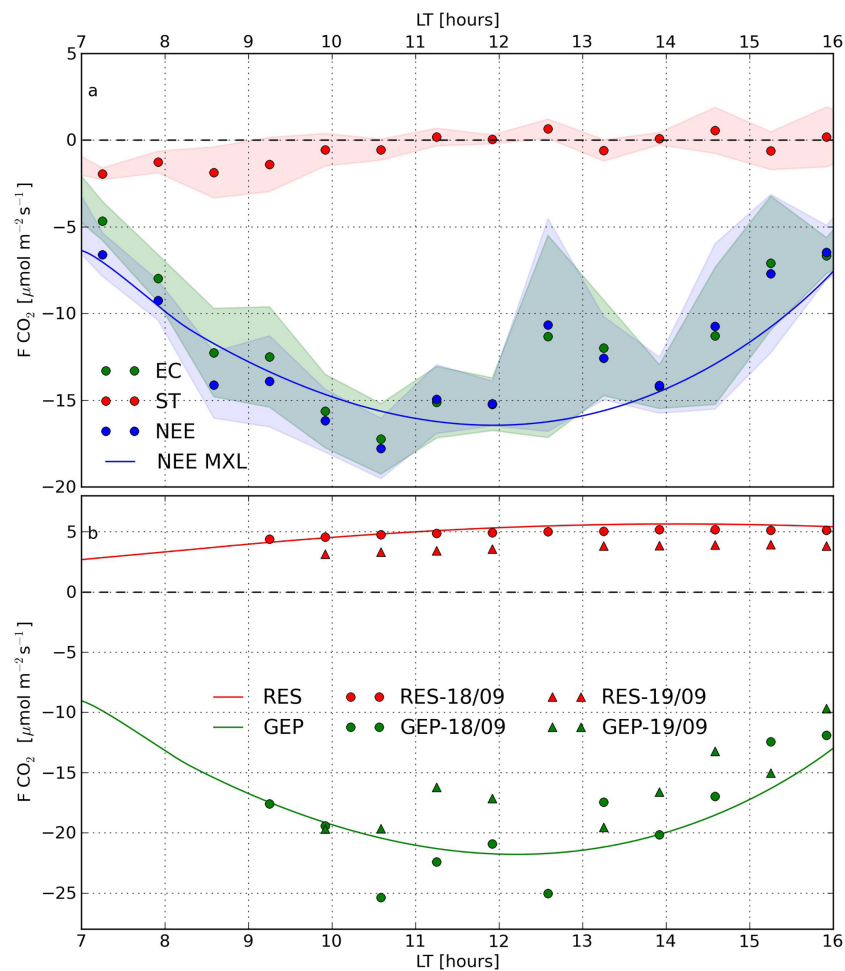 LT [hours]
7 8 9 10 11 12 13 14 15 16
5
a
0
−5
F CO2 [μmol m−2 s−1]
−10
EC
ST
−15
NEE
NEE MXL
−20
b
5
0
−5
F CO2 [μmol m−2 s−1]
RES RES-18/09 RES-19/09
−10
GEP GEP-18/09 GEP-19/09
−15
−20
−25
7 8 9 10 11 12 13 14 15 16
LT [hours]